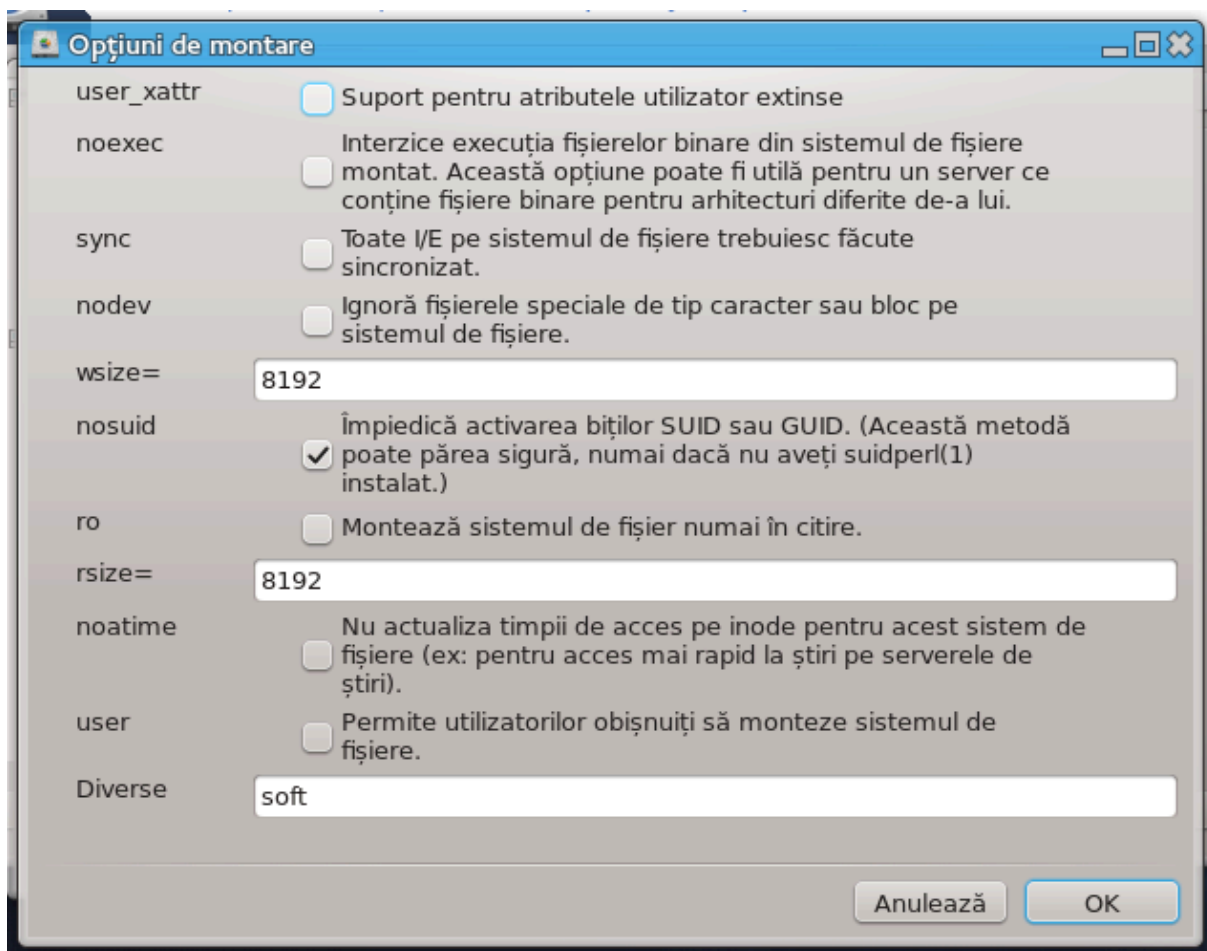 Opțiuni de montare
user_xattr
Suport pentru atributele utilizator extinse
noexec
Interzice execuția fișierelor binare din sistemul de fișiere
montat. Această opțiune poate fi utilă pentru un server ce
conține fișiere binare pentru arhitecturi diferite de-a lui.
sync
Toate I/E pe sistemul de fișiere trebuiesc făcute
sincronizat.
nodev
Ignoră fișierele speciale de tip caracter sau bloc pe
sistemul de fișiere.
wsize=
8192
nosuid
Împiedică activarea biților SUID sau GUID. (Această metodă
poate părea sigură, numai dacă nu aveți suidperl(1)
instalat.)
ro
Montează sistemul de fișier numai în citire.
rsize=
8192
noatime
Nu actualiza timpii de acces pe inode pentru acest sistem de
fișiere (ex: pentru acces mai rapid la știri pe serverele de
știri).
user
Permite utilizatorilor obișnuiți să monteze sistemul de
fișiere.
Diverse
soft
Anulează
OK